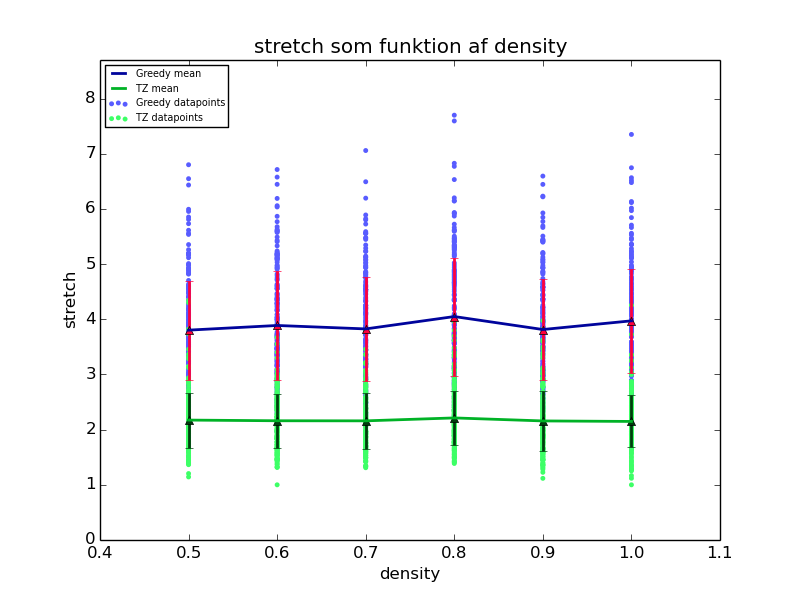 stretch som funktion af density
Greedy mean
TZ mean
Greedy datapoints
TZ datapoints
8
7
6
5
4
3
2
1
0
stretch
0.4 0.5 0.6 0.7 0.8 0.9 1.0 1.1
density